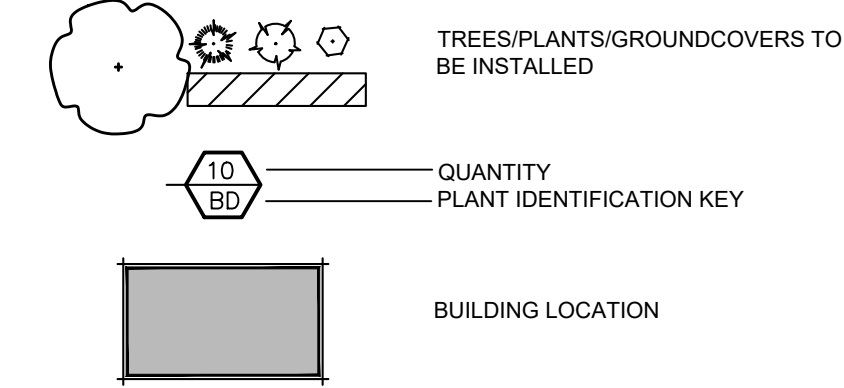 TREES/PLANTS/GROUNDCOVERS TO
BE INSTALLED
10
QUANTITY
BD
PLANT IDENTIFICATION KEY
BUILDING LOCATION